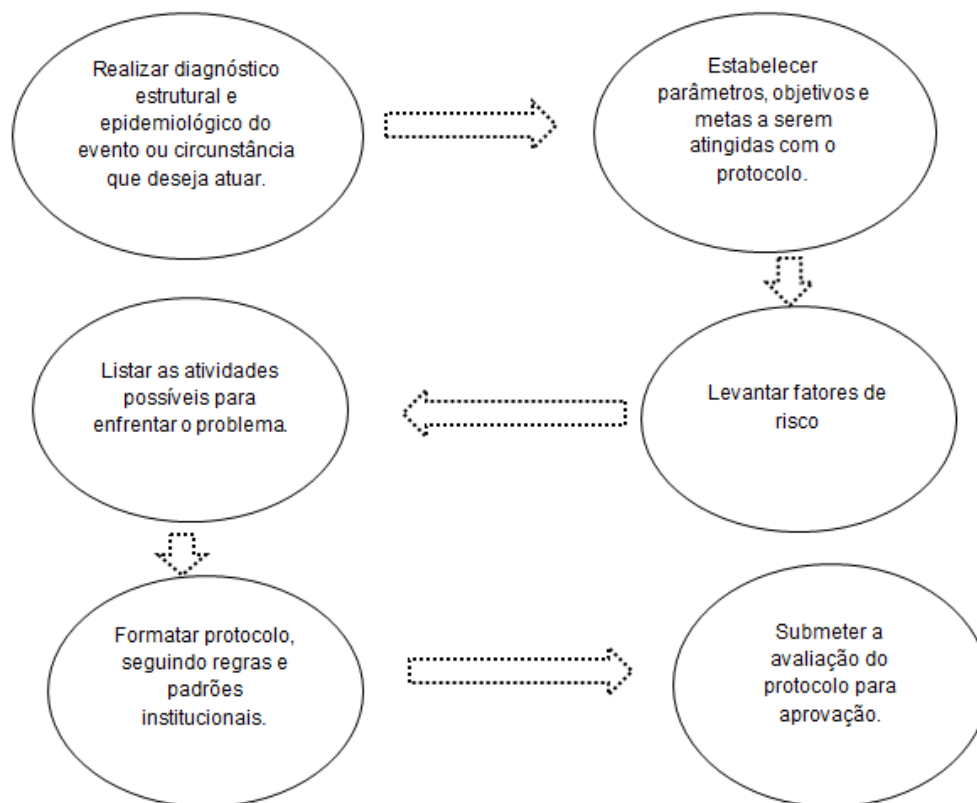 Realizar diagnóstico
estrutural e
epidemiológico do
evento ou circunstância
que deseja atuar.
Estabelecer
parâmetros, objetivos e
metas a serem
atingidas com o
protocolo.
Levantar fatores de
risco
Listar as atividades
possíveis para
enfrentar o problema.
Formatar protocolo,
seguindo regras e
padrões
institucionais.
Submeter a
avaliação do
protocolo para
aprovação.